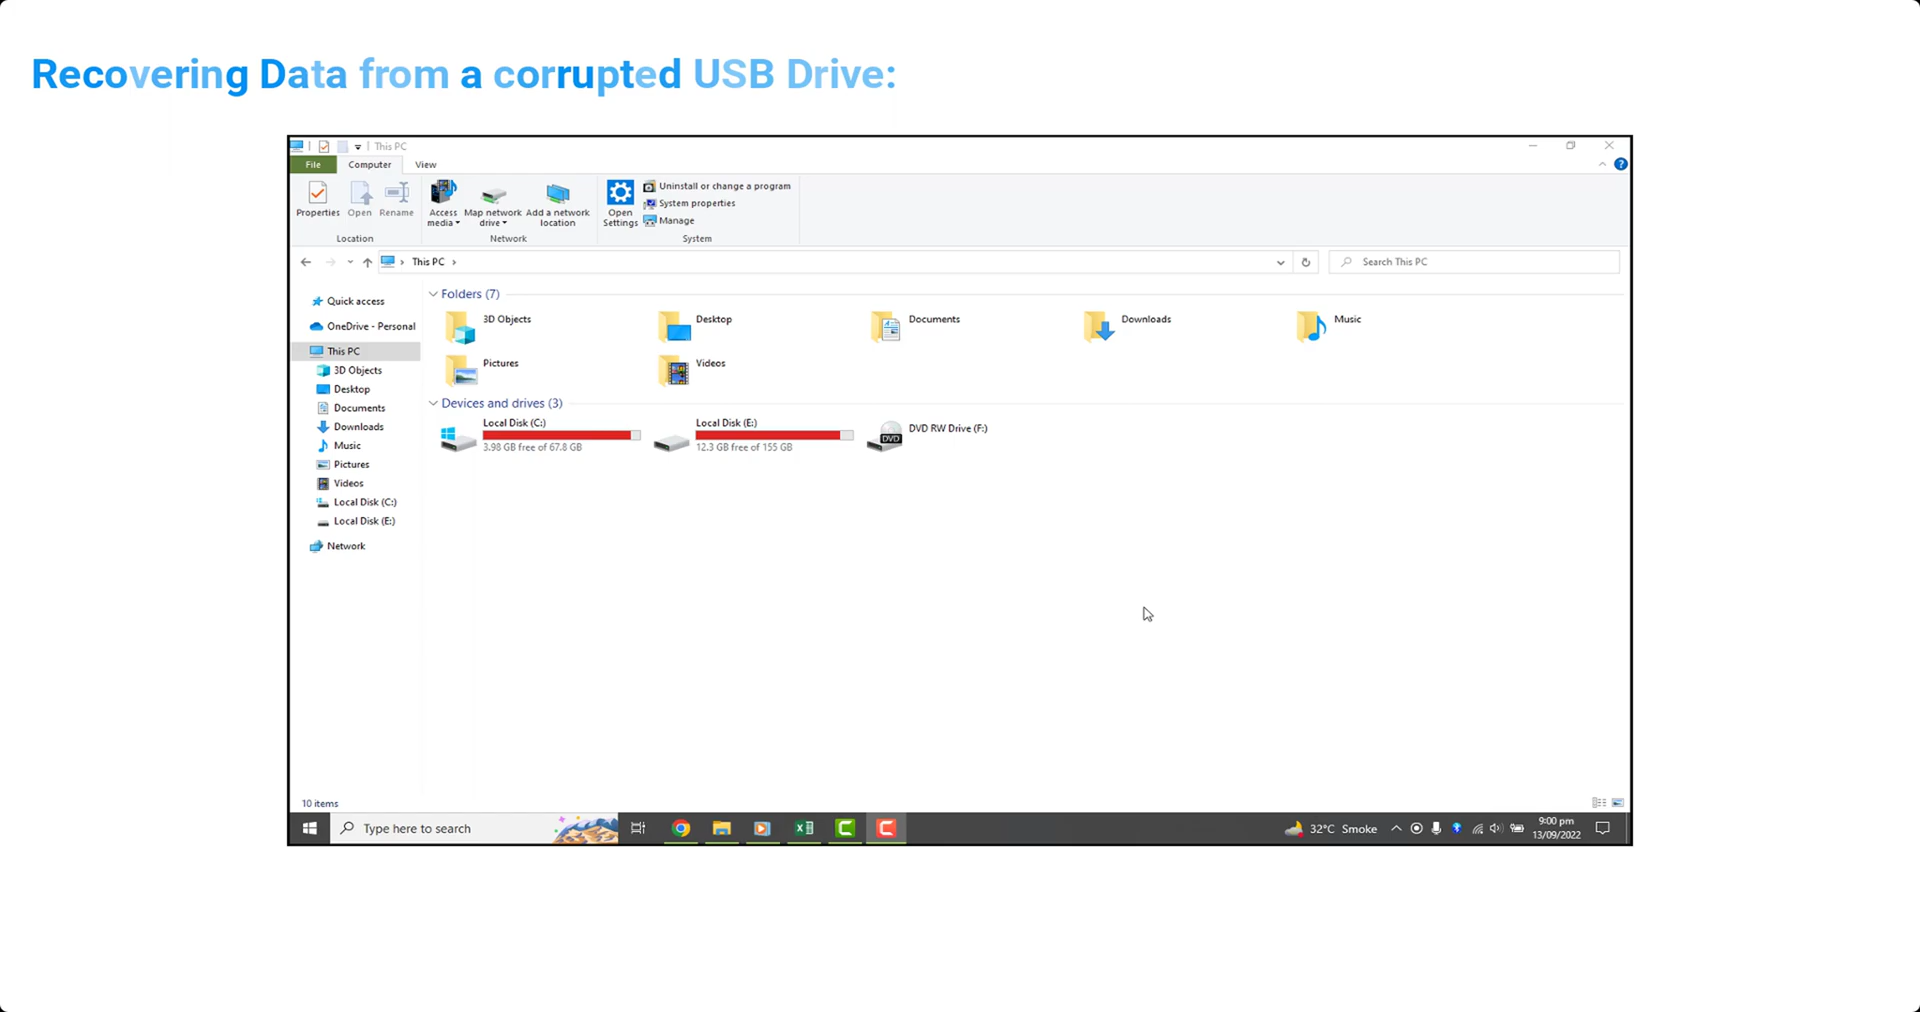 Recovering Data from a corrupted USB Drive:
This PC
File Computer View
Properties Open Rename Access media Map network drive Add a network location Open Settings
Uninstall or change a program
System properties
Manage
Location Network System
This PC
Search This PC
Quick access
OneDrive - Personal
This PC
3D Objects
Desktop
Documents
Downloads
Music
Pictures
Videos
Local Disk (C:)
Local Disk (E:)
Network
Folders (7)
3D Objects Desktop Documents Downloads Music
Pictures Videos
Devices and drives (3)
Local Disk (C:) Local Disk (E:) DVD RW Drive (F:)
DVD
3.98 GB free of 67.8 GB 12.3 GB free of 155 GB
10 items
Type here to search
32°C Smoke
9:00 pm
13/09/2022